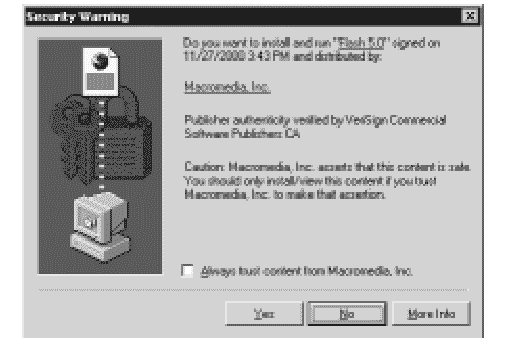 Security Warning
Do you want to install and run "Flash 5.0" signed on
11/27/2000 3:43 PM and distributed by:
Macromedia, Inc.
Publisher authenticity verified by VeriSign Commercial
Software Publishers CA
Caution: Macromedia, Inc. asserts that this content is safe.
You should only install/view this content if you trust
Macromedia, Inc. to make that assertion.
Always trust content from Macromedia, Inc.
Yes
No
More Info